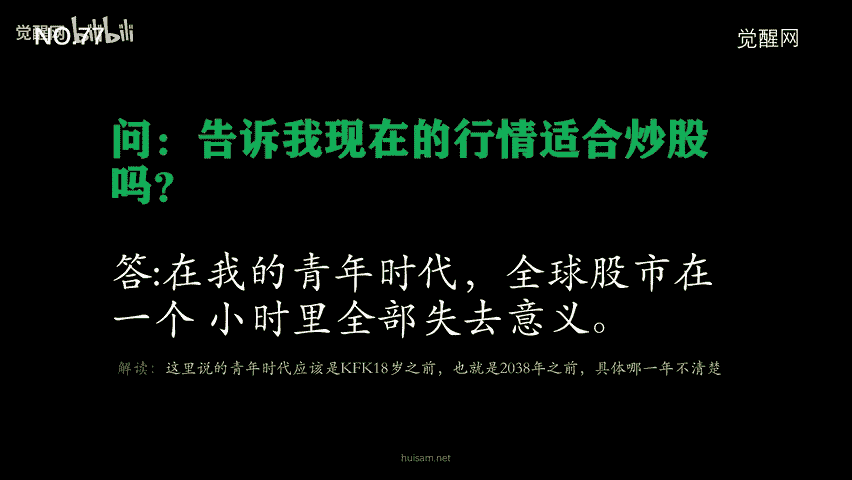 觉醒网 bilibili
NO.77
觉醒网
问：告诉我现在的行情适合炒股
吗？
答:在我的青年时代，全球股市在
一个 小时里全部失去意义。
解读：这里说的青年时代应该是KFK18岁之前，也就是2038年之前，具体哪一年不清楚
huisam.net